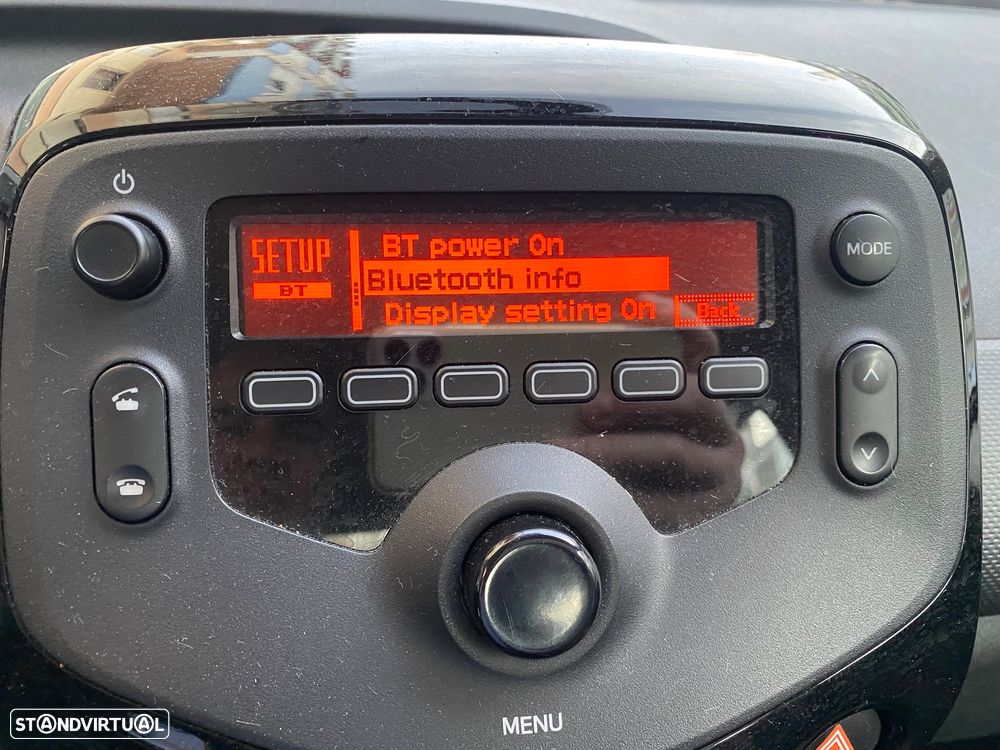 SETUP
BT
BT power On
Bluetooth info
Display setting On
Back
MODE
MENU
STANDVIRTUAL